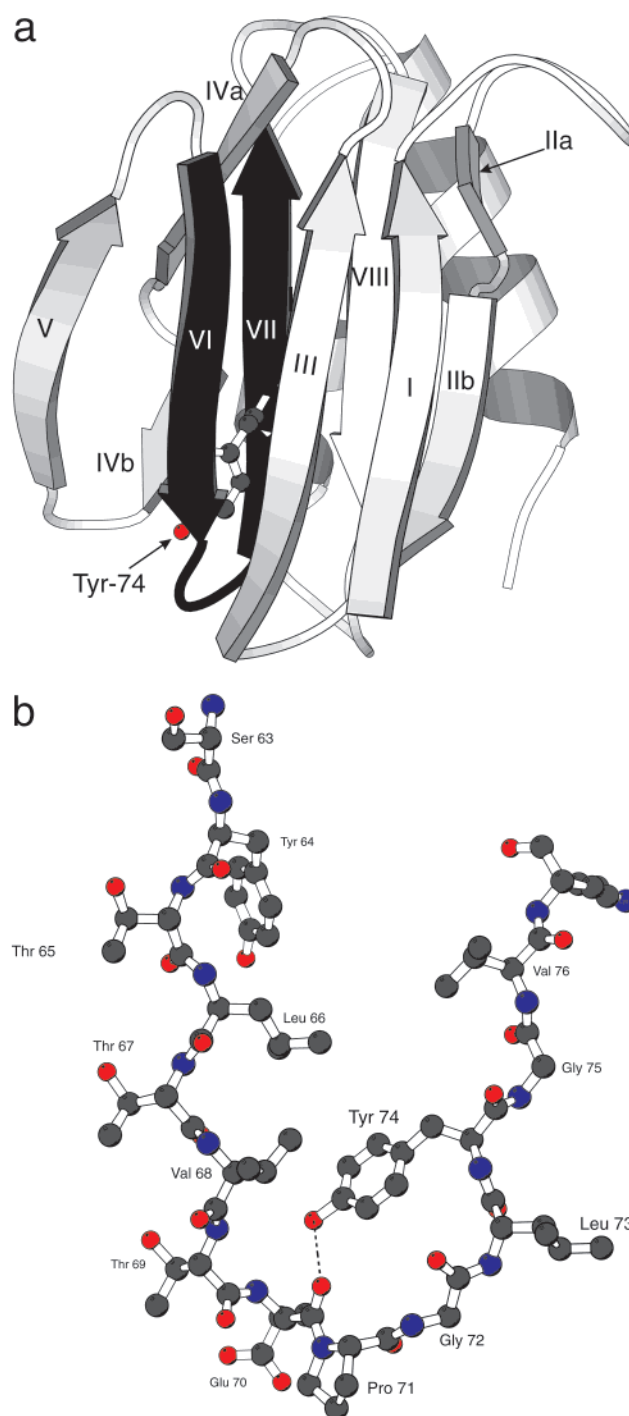 a
IVa
IIa
V
VI
VII
VIII
III
I
IIb
IVb
Tyr-74
b
Ser 63
Tyr 64
Thr 65
Leu 66
Val 76
Thr 67
Gly 75
Tyr 74
Val 68
Leu 73
Thr 69
Gly 72
Glu 70
Pro 71